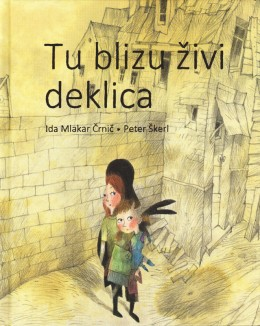 Tu blizu živi
deklica
Ida Mlakar Črnič • Peter Škerl